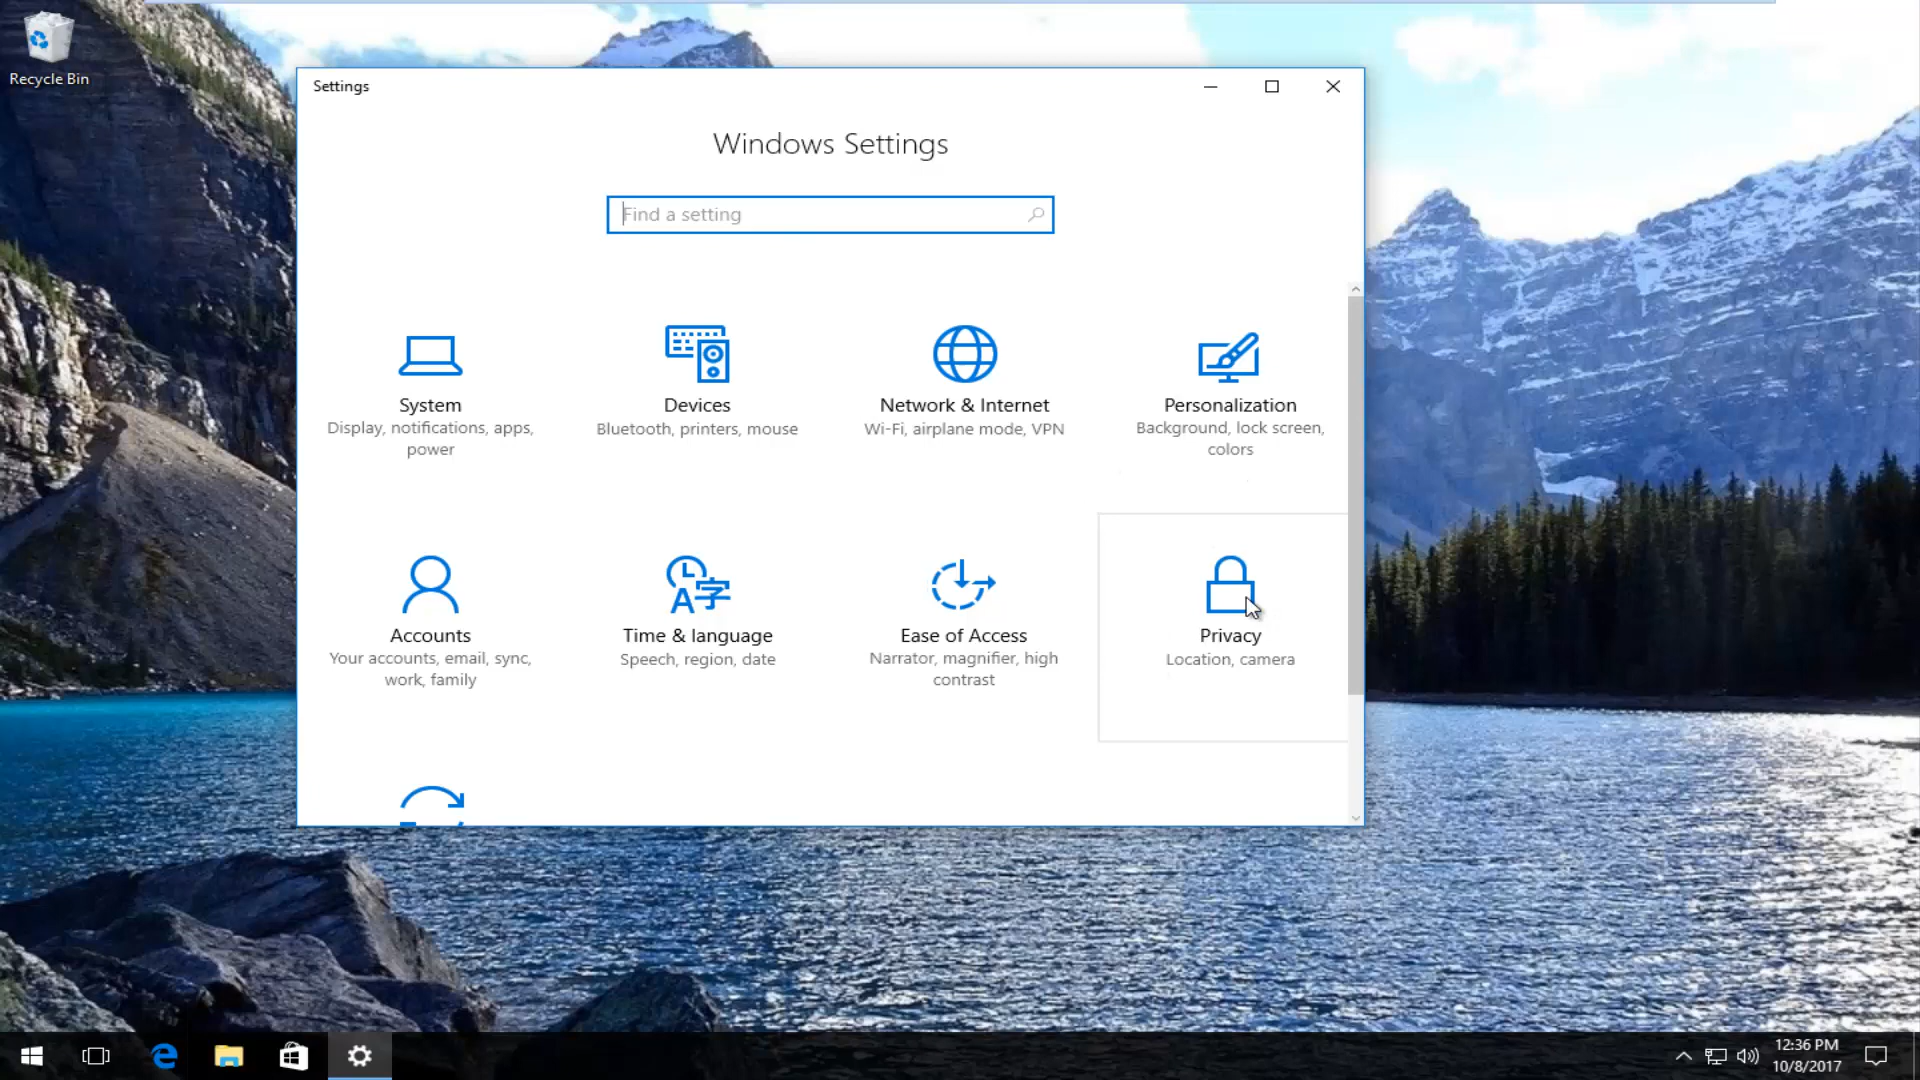 Recycle Bin
Settings
Windows Settings
Find a setting
System
Display, notifications, apps,
power
Devices
Bluetooth, printers, mouse
Network & Internet
Wi-Fi, airplane mode, VPN
Personalization
Background, lock screen,
colors
Accounts
Your accounts, email, sync,
work, family
Time & language
Speech, region, date
Ease of Access
Narrator, magnifier, high
contrast
Privacy
Location, camera
12:36 PM
10/8/2017